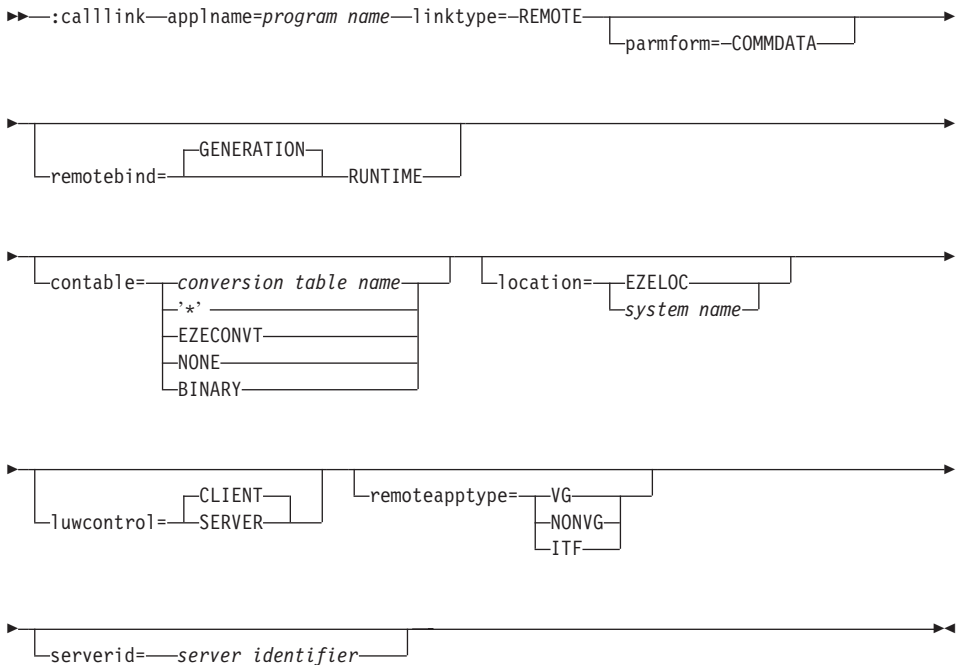 :calllink applname=program name linktype= REMOTE
parmform= COMMDATA
GENERATION
remotebind= RUNTIME
contable= conversion table name location= EZELOC
’*’ system name
EZECONVT
NONE
BINARY
CLIENT remoteapptype= VG
luwcontrol= SERVER NONVG
ITF
serverid= server identifier